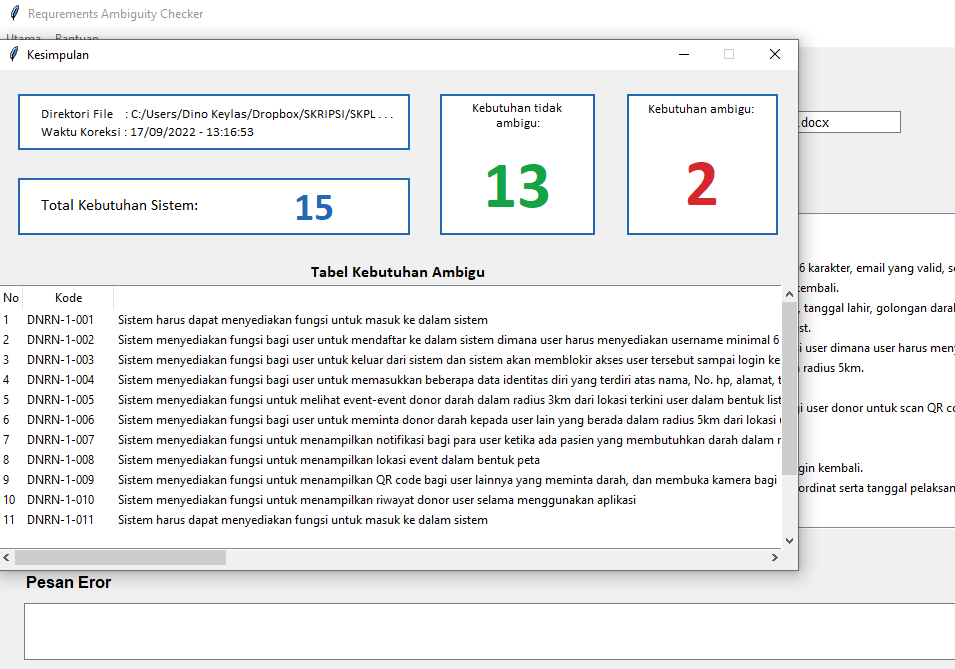 Requrements Ambiguity Checker
Utama Bantuan
Kesimpulan
Direktori File : C:/Users/Dino Keylas/Dropbox/SKRIPSI/SKPL . . .
Waktu Koreksi : 17/09/2022 - 13:16:53
Total Kebutuhan Sistem: 15
Kebutuhan tidak
ambigu:
13
Kebutuhan ambigu:
2
.docx
Tabel Kebutuhan Ambigu
No Kode
1 DNRN-1-001 Sistem harus dapat menyediakan fungsi untuk masuk ke dalam sistem
2 DNRN-1-002 Sistem menyediakan fungsi bagi user untuk mendaftar ke dalam sistem dimana user harus menyediakan username minimal 6
3 DNRN-1-003 Sistem menyediakan fungsi bagi user untuk keluar dari sistem dan sistem akan memblokir akses user tersebut sampai login ke
4 DNRN-1-004 Sistem menyediakan fungsi bagi user untuk memasukkan beberapa data identitas diri yang terdiri atas nama, No. hp, alamat, t
5 DNRN-1-005 Sistem menyediakan fungsi untuk melihat event-event donor darah dalam radius 3km dari lokasi terkini user dalam bentuk list
6 DNRN-1-006 Sistem menyediakan fungsi bagi user untuk meminta donor darah kepada user lain yang berada dalam radius 5km dari lokasi
7 DNRN-1-007 Sistem menyediakan fungsi untuk menampilkan notifikasi bagi para user ketika ada pasien yang membutuhkan darah dalam r
8 DNRN-1-008 Sistem menyediakan fungsi untuk menampilkan lokasi event dalam bentuk peta
9 DNRN-1-009 Sistem menyediakan fungsi untuk menampilkan QR code bagi user lainnya yang meminta darah, dan membuka kamera bagi
10 DNRN-1-010 Sistem menyediakan fungsi untuk menampilkan riwayat donor user selama menggunakan aplikasi
11 DNRN-1-011 Sistem harus dapat menyediakan fungsi untuk masuk ke dalam sistem
6 karakter, email yang valid, s
embali.
, tanggal lahir, golongan daral
st.
i user dimana user harus meny
radius 5km.
gi user donor untuk scan QR co
gin kembali.
ordinat serta tanggal pelaksan
Pesan Eror